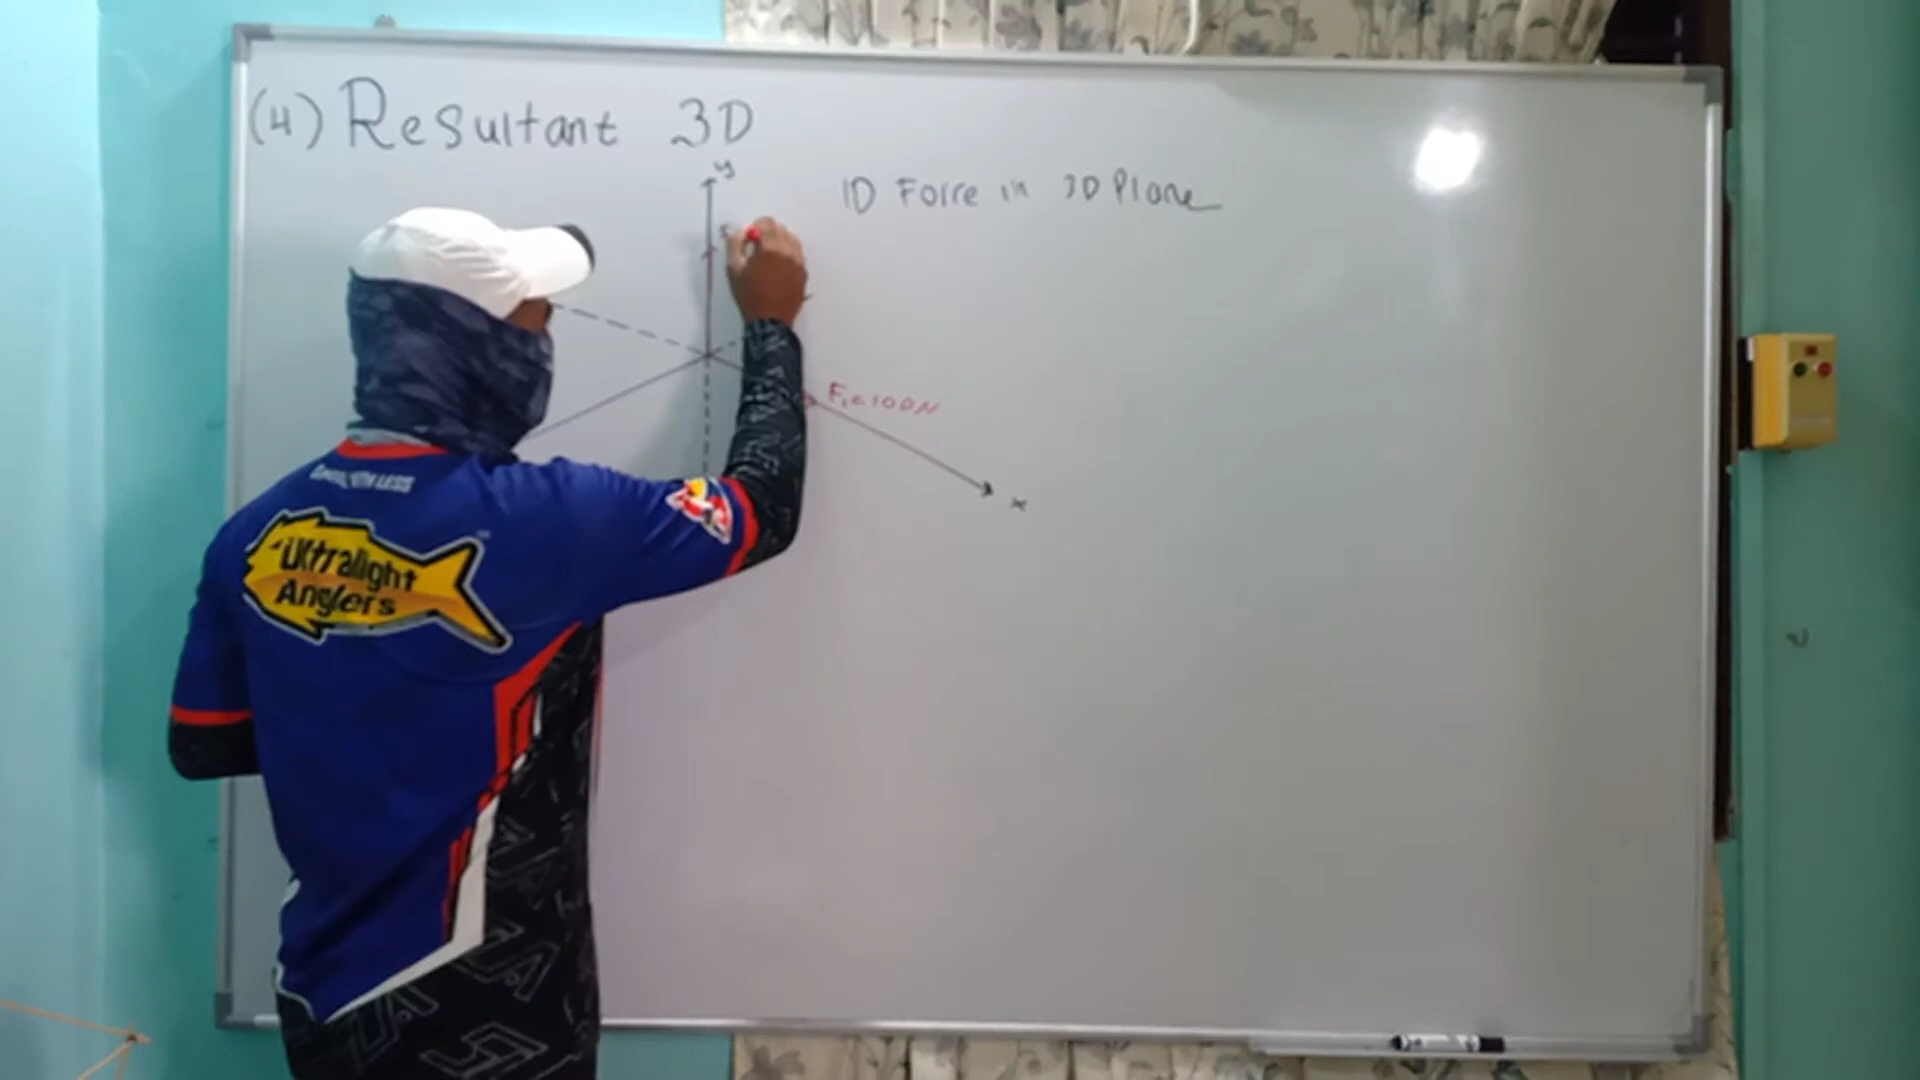 (4) Resultant 3D
y
1D Force in 3D Plane
F₁ = 100N
x
Ultralight
Anglers